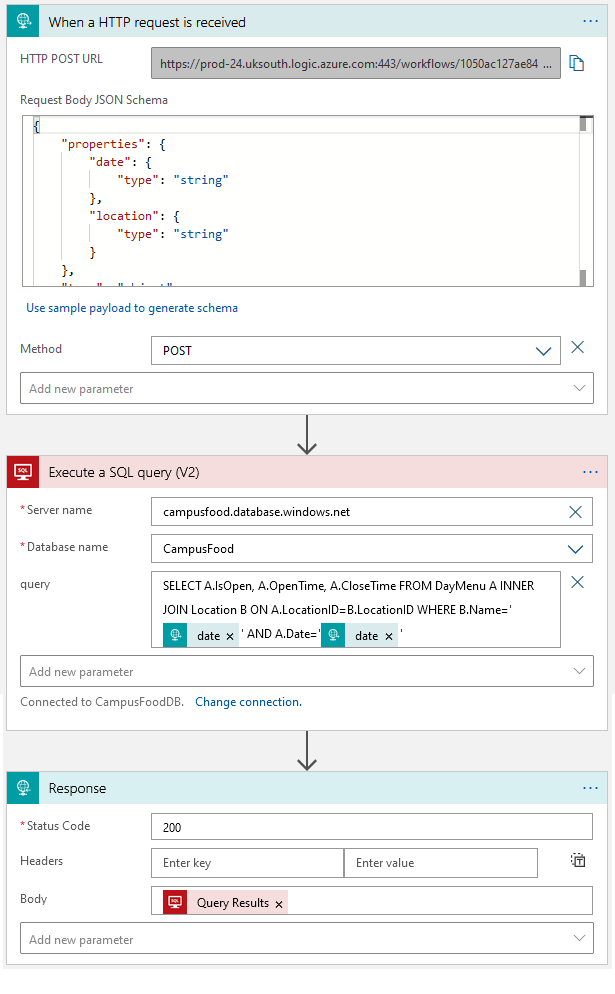 When a HTTP request is received ...
HTTP POST URL
https://prod-24.uksouth.logic.azure.com:443/workflows/1050ac127ae84 ...
Request Body JSON Schema
{
"properties": {
"date": {
"type": "string"
},
"location": {
"type": "string"
}
},
Use sample payload to generate schema
Method
POST
Add new parameter
SQL
Execute a SQL query (V2) ...
* Server name
campusfood.database.windows.net
* Database name
CampusFood
query
SELECT A.IsOpen, A.OpenTime, A.CloseTime FROM DayMenu A INNER
JOIN Location B ON A.LocationID=B.LocationID WHERE B.Name='
date × ' AND A.Date=' date × '
Add new parameter
Connected to CampusFoodDB. Change connection.
Response ...
* Status Code
200
Headers
Enter key
Enter value
T
Body
SQL
Query Results ×
Add new parameter